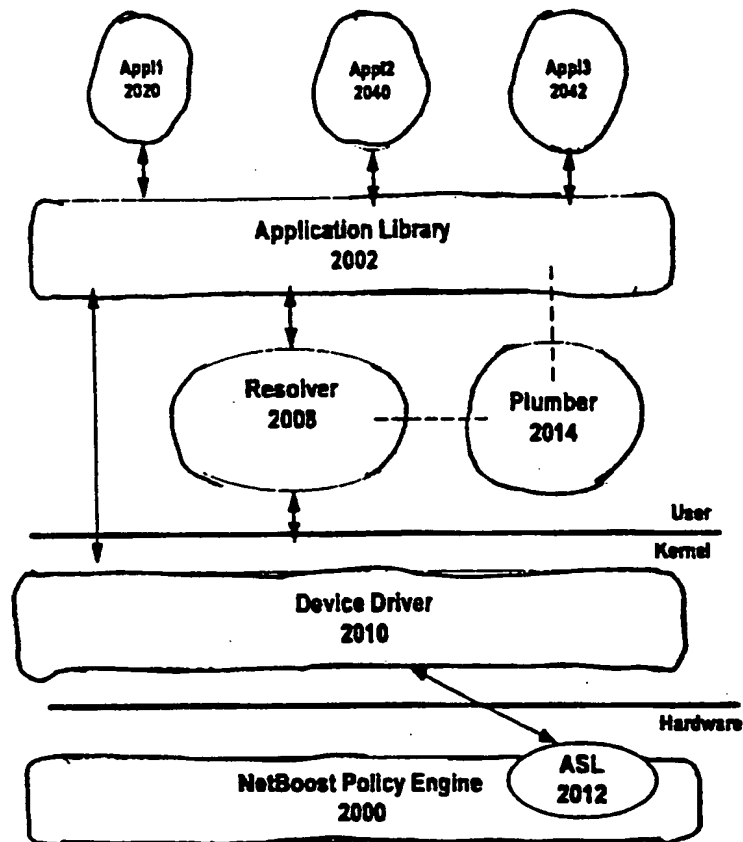 Appl1
2020
Appl2
2040
Appl3
2042
Application Library
2002
Resolver
2008
Plumber
2014
User
Kernel
Device Driver
2010
Hardware
ASL
2012
NetBoost Policy Engine
2000